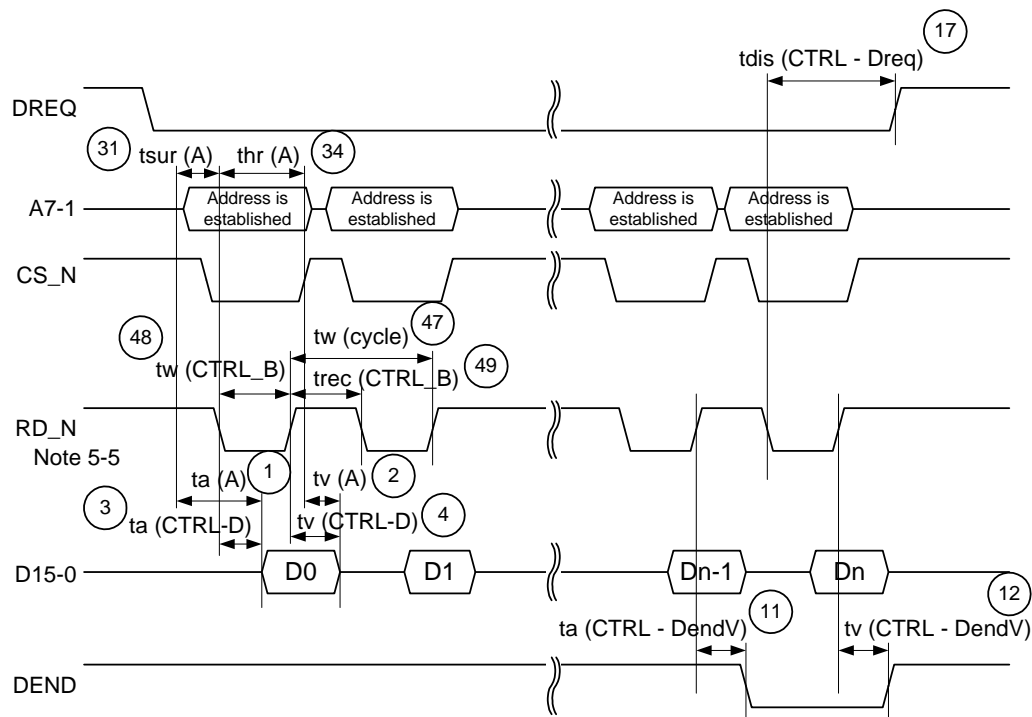 17
tdis (CTRL - Dreq)
DREQ
31
tsur (A)
thr (A)
34
A7-1
Address is
established
Address is
established
Address is
established
Address is
established
CS_N
48
47
tw (cycle)
tw (CTRL_B)
trec (CTRL_B)
49
RD_N
Note 5-5
ta (A)
1
tv (A)
2
3
ta (CTRL-D)
tv (CTRL-D)
4
D15-0
D0
D1
Dn-1
Dn
12
ta (CTRL - DendV)
11
tv (CTRL - DendV)
DEND